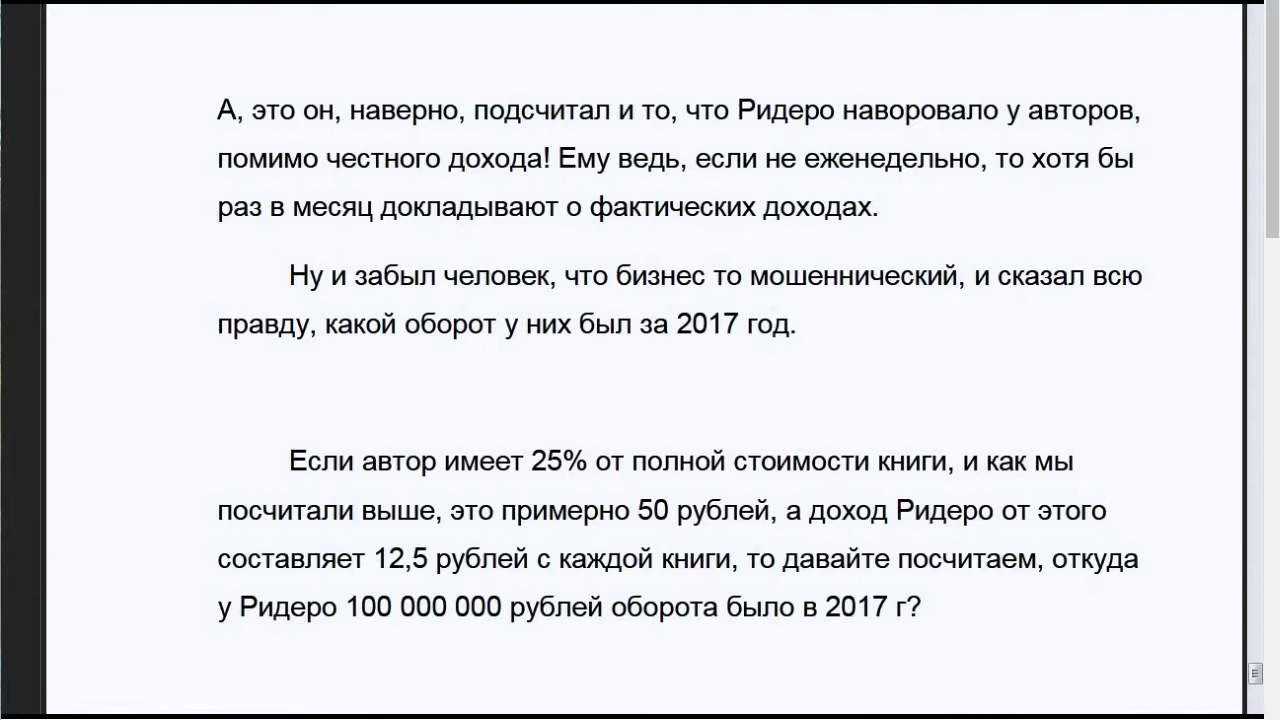 А, это он, наверно, подсчитал и то, что Ридеро наворовало у авторов,
помимо честного дохода! Ему ведь, если не еженедельно, то хотя бы
раз в месяц докладывают о фактических доходах.
Ну и забыл человек, что бизнес то мошеннический, и сказал всю
правду, какой оборот у них был за 2017 год.
Если автор имеет 25% от полной стоимости книги, и как мы
посчитали выше, это примерно 50 рублей, а доход Ридеро от этого
составляет 12,5 рублей с каждой книги, то давайте посчитаем, откуда
у Ридеро 100 000 000 рублей оборота было в 2017 г?